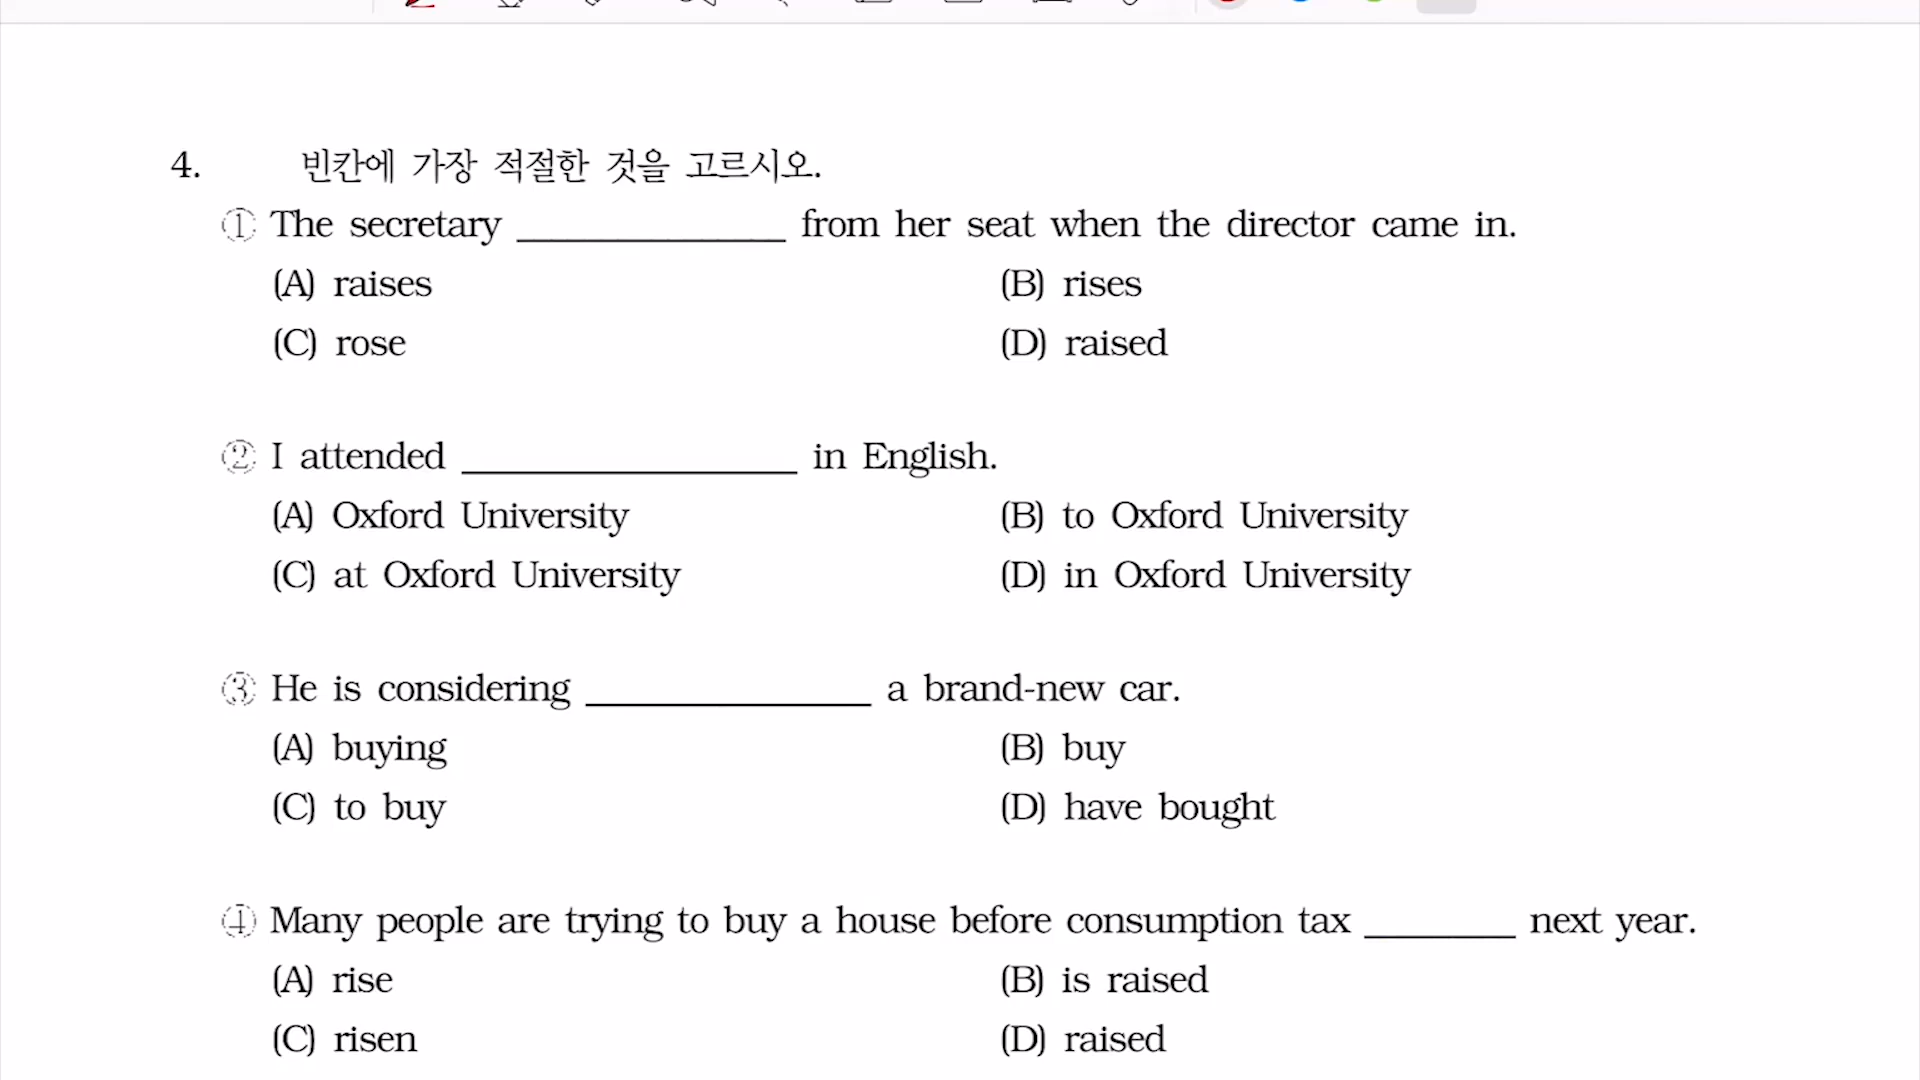 4. 빈칸에 가장 적절한 것을 고르시오.
① The secretary ______________ from her seat when the director came in.
(A) raises (B) rises
(C) rose (D) raised
② I attended __________________ in English.
(A) Oxford University (B) to Oxford University
(C) at Oxford University (D) in Oxford University
③ He is considering _______________ a brand-new car.
(A) buying (B) buy
(C) to buy (D) have bought
④ Many people are trying to buy a house before consumption tax ________ next year.
(A) rise (B) is raised
(C) risen (D) raised